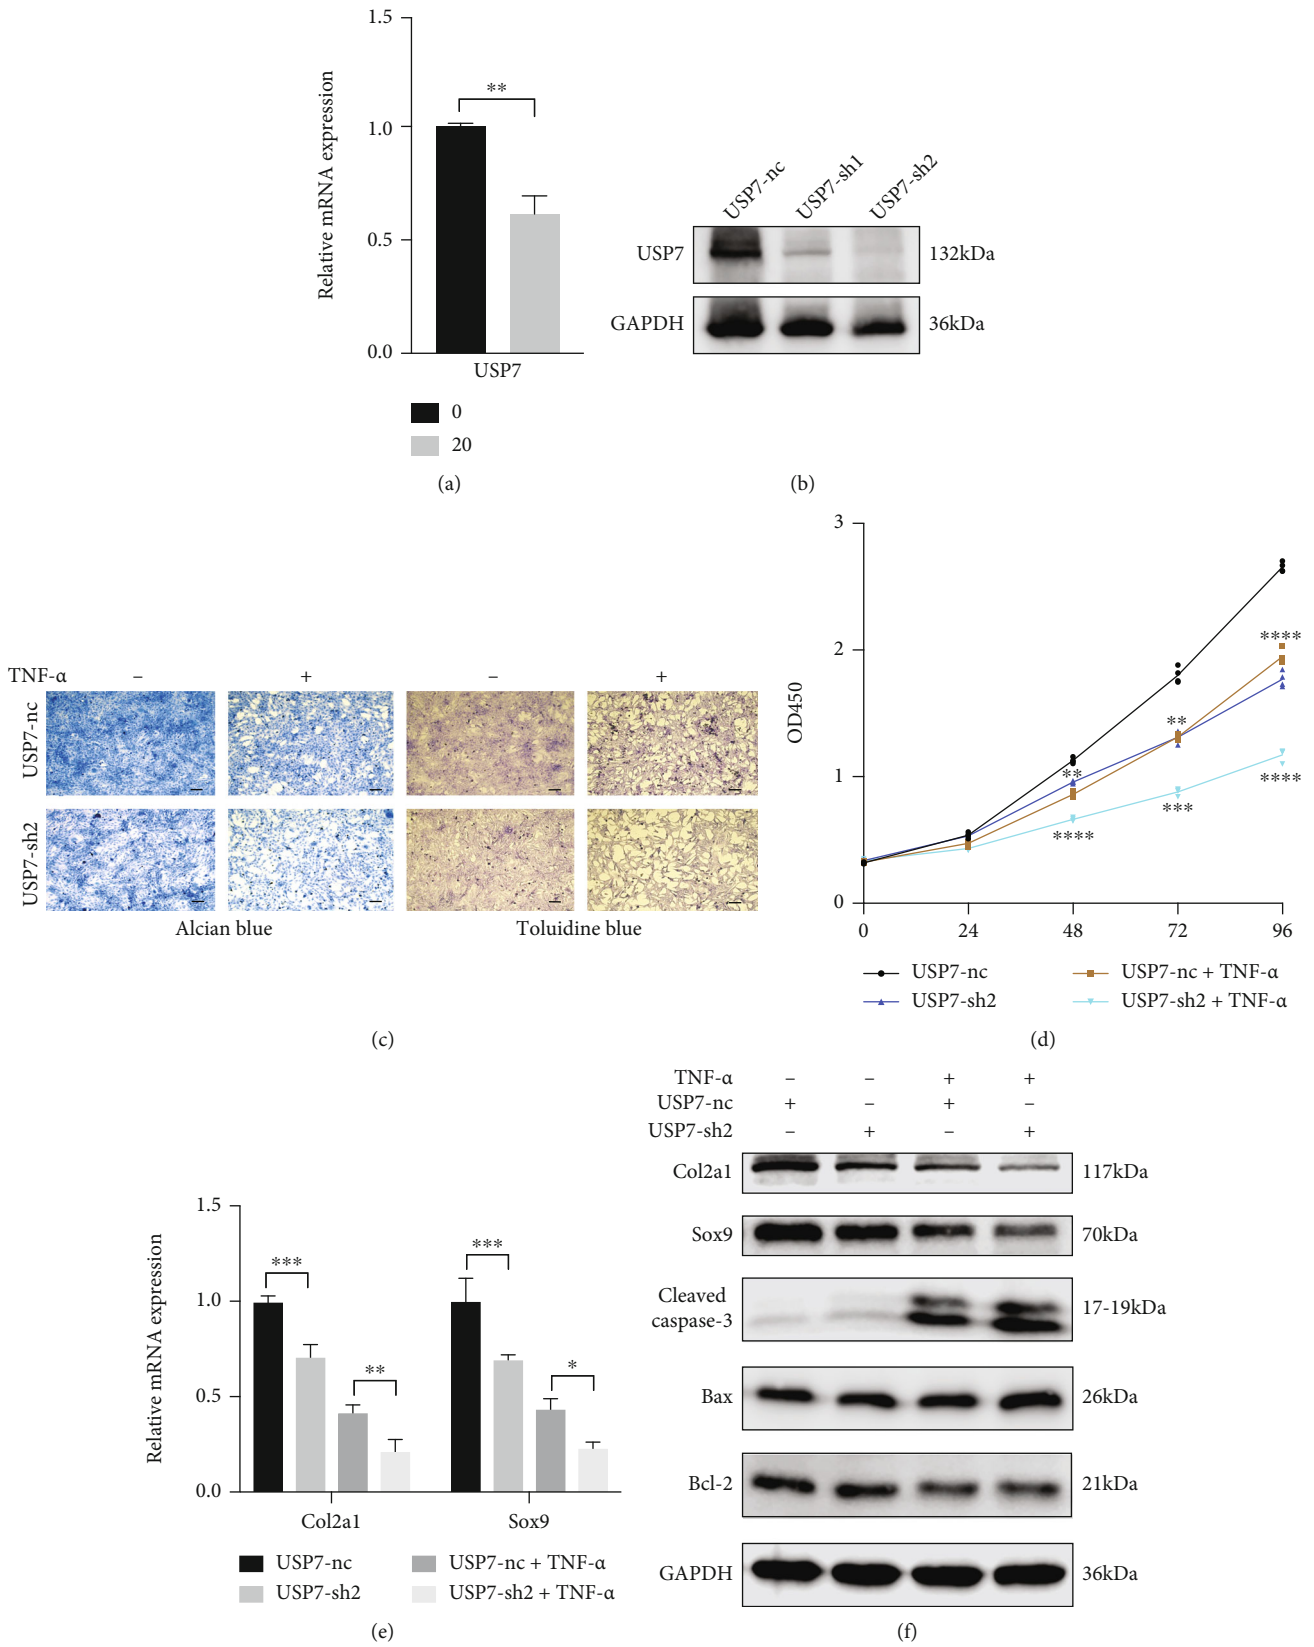 1.5
**
1.0
0.5
0.0
Relative mRNA expression
USP7
0
20
(a)
USP7-nc
USP7-sh1
USP7-sh2
USP7
132kDa
GAPDH
36kDa
(b)
TNF-α
–
+
–
+
USP7-nc
USP7-sh2
Alcian blue
Toluidine blue
(c)
3
2
1
0
OD450
**
****
**
***
****
****
0
24
48
72
96
USP7-nc
USP7-nc + TNF-α
USP7-sh2
USP7-sh2 + TNF-α
(d)
1.5
1.0
0.5
0.0
Relative mRNA expression
***
**
***
*
Col2a1
Sox9
USP7-nc
USP7-nc + TNF-α
USP7-sh2
USP7-sh2 + TNF-α
(e)
TNF-α – – + +
USP7-nc + – + –
USP7-sh2 – + – +
Col2a1
117kDa
Sox9
70kDa
Cleaved
caspase-3
17-19kDa
Bax
26kDa
Bcl-2
21kDa
GAPDH
36kDa
(f)